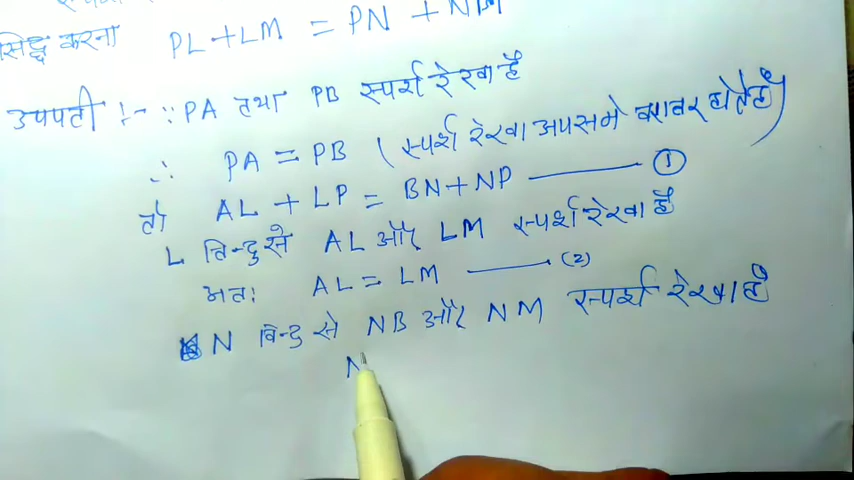 सिद्ध करना PL + LM = PN + NM
उपपती :- ∵ PA तथा PB स्पर्श रेखा है
∴ PA = PB ( स्पर्श रेखा अपसमे बराबर होते है )
तो AL + LP = BN + NP ——— ①
L विन्दु से AL और LM स्पर्श रेखा है
अतः AL = LM ——— (2)
N विन्दु से NB और NM स्पर्श रेखा है
N